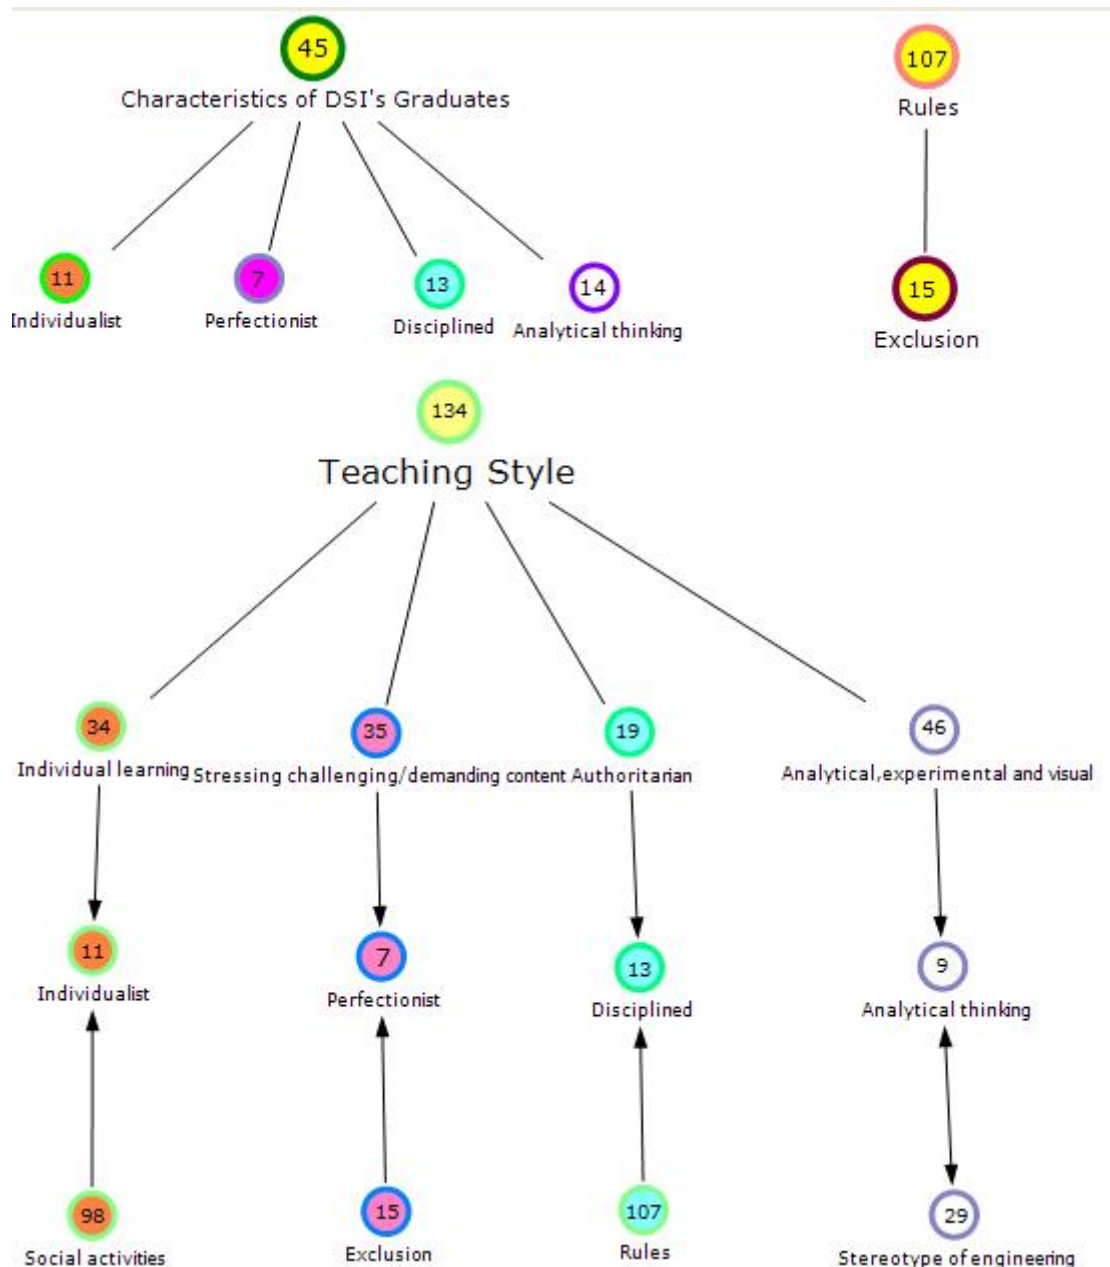 45
107
Characteristics of DSI's Graduates
Rules
11
7
13
14
15
Individualist
Perfectionist
Disciplined
Analytical thinking
Exclusion
134
Teaching Style
34
35
19
46
Individual learning
Stressing challenging/demanding content
Authoritarian
Analytical,experimental and visual
11
7
13
9
Individualist
Perfectionist
Disciplined
Analytical thinking
98
15
107
29
Social activities
Exclusion
Rules
Stereotype of engineering